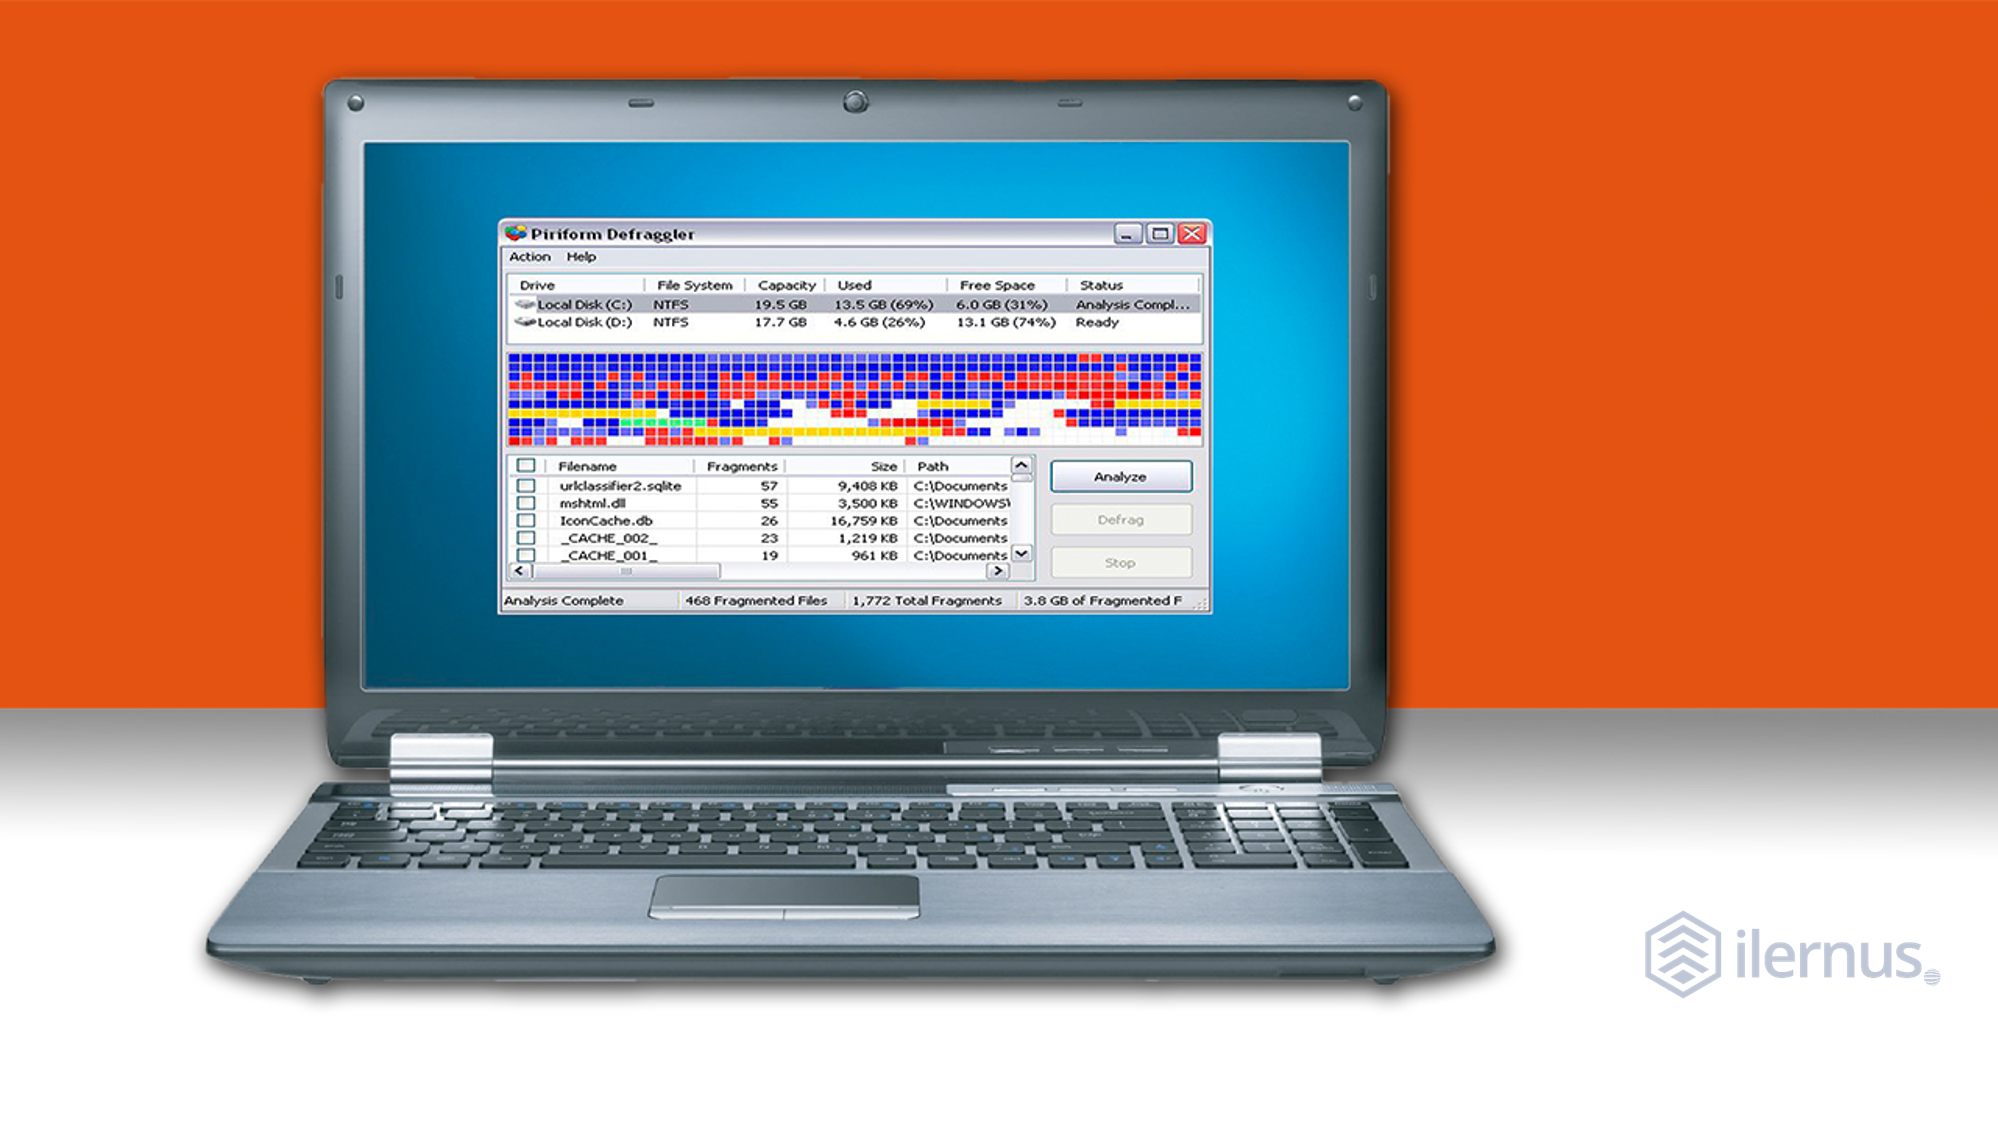 Piriform Defraggler
Action Help
Drive File System Capacity Used Free Space Status
Local Disk (C:) NTFS 19.5 GB 13.5 GB (69%) 6.0 GB (31%) Analysis Compl...
Local Disk (D:) NTFS 17.7 GB 4.6 GB (26%) 13.1 GB (74%) Ready
Filename Fragments Size Path
urlclassifier2.sqlite 57 9,408 KB C:\Documents
mshtml.dll 55 3,500 KB C:\WINDOWS\
IconCache.db 26 16,759 KB C:\Documents
_CACHE_002_ 23 1,219 KB C:\Documents
_CACHE_001_ 19 961 KB C:\Documents
Analyze
Defrag
Stop
Analysis Complete 468 Fragmented Files 1,772 Total Fragments 3.8 GB of Fragmented F
ilernus